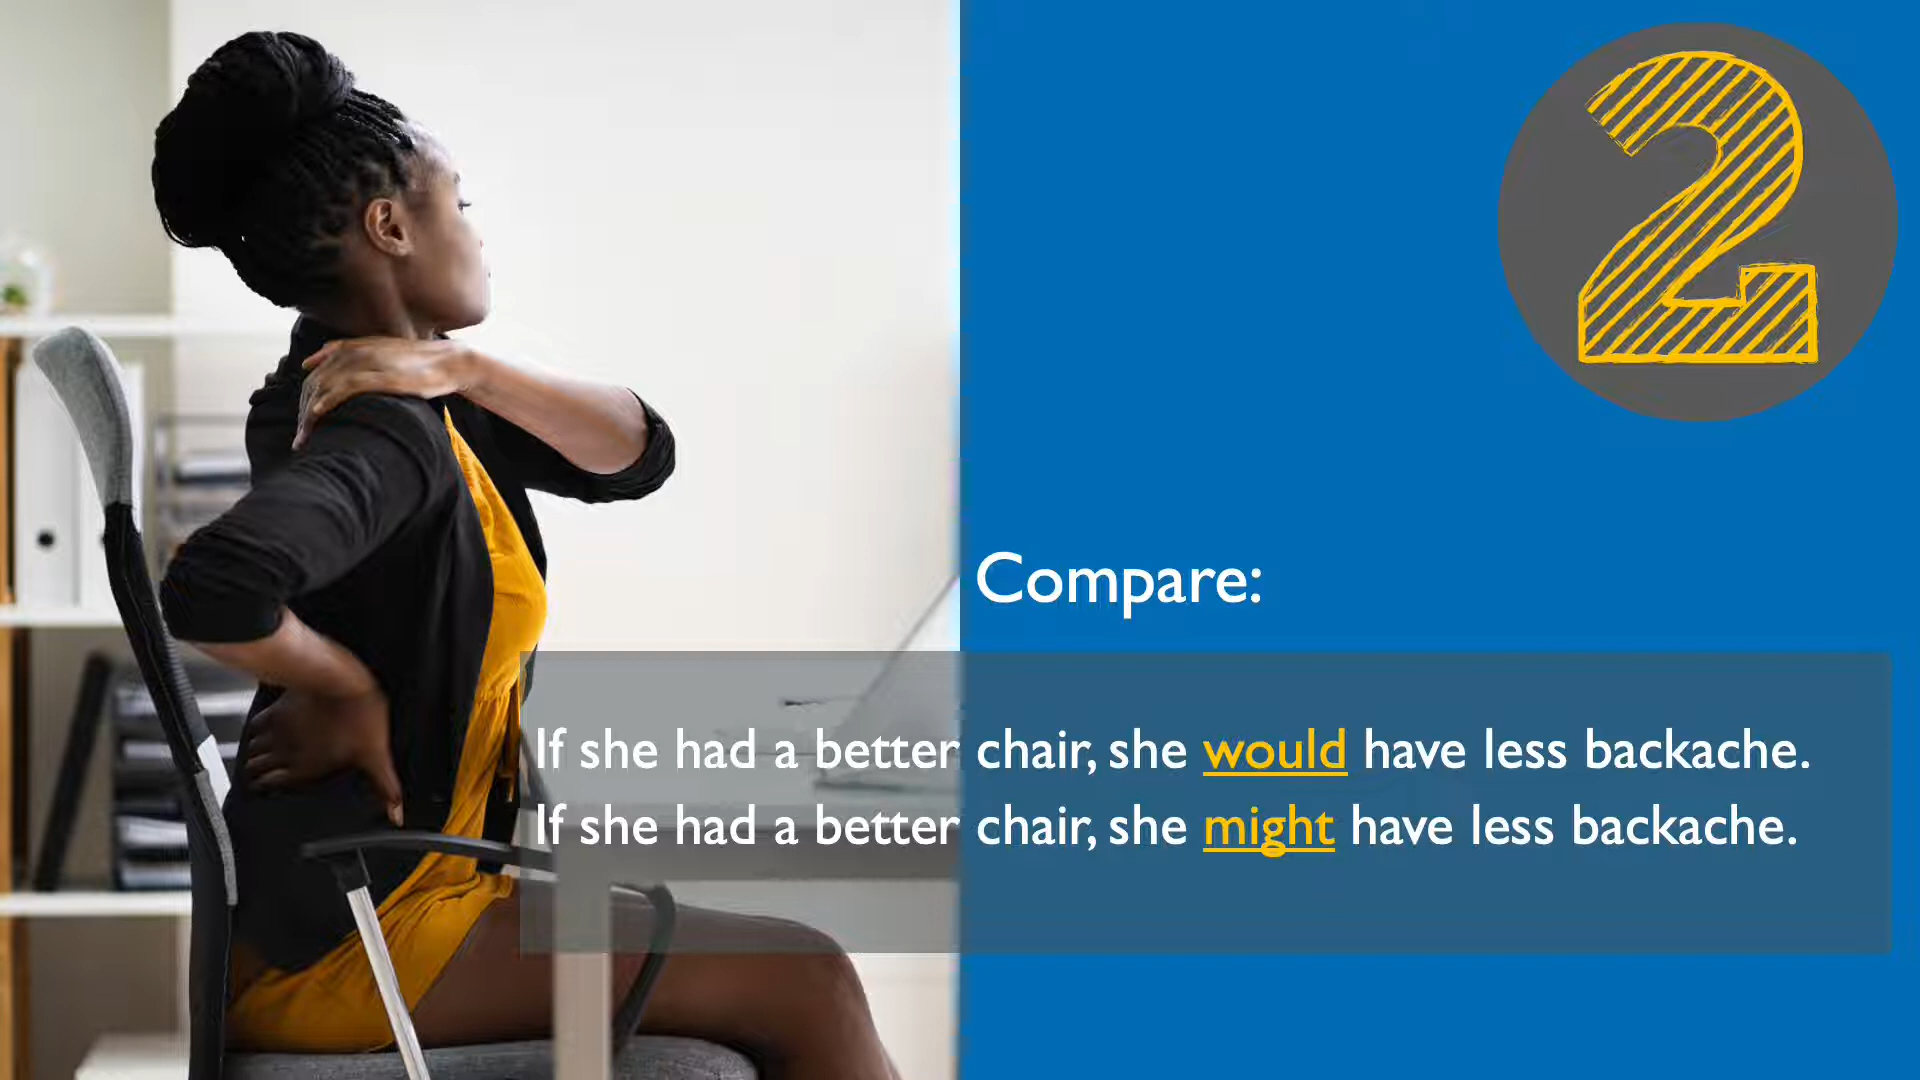 2
Compare:
If she had a better chair, she would have less backache.
If she had a better chair, she might have less backache.